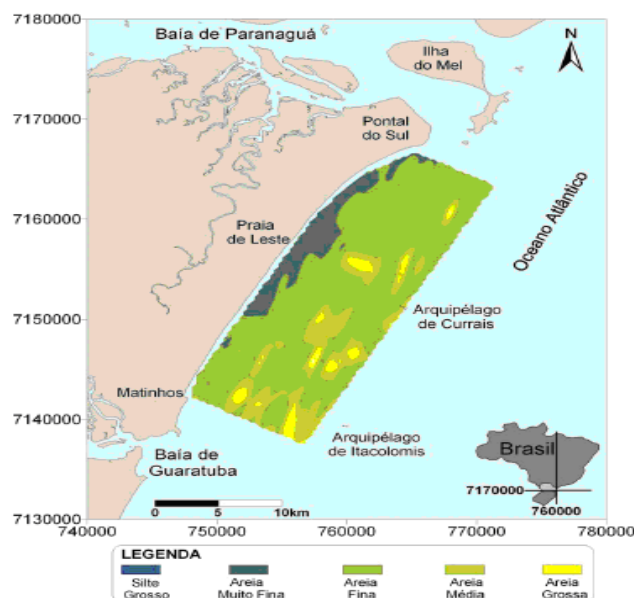 7180000
7170000
7160000
7150000
7140000
7130000
740000
750000
760000
770000
780000
Baía de Paranaguá
Ilha
do Mel
N
Pontal
do Sul
Praia
de Leste
Oceano Atlântico
Arquipélago
de Currais
Matinhos
Arquipélago
de Itacolomis
Baía de
Guaratuba
Brasil
7170000
760000
0 5 10km
LEGENDA
Silte
Grosso
Areia
Muito Fina
Areia
Fina
Areia
Média
Areia
Grossa